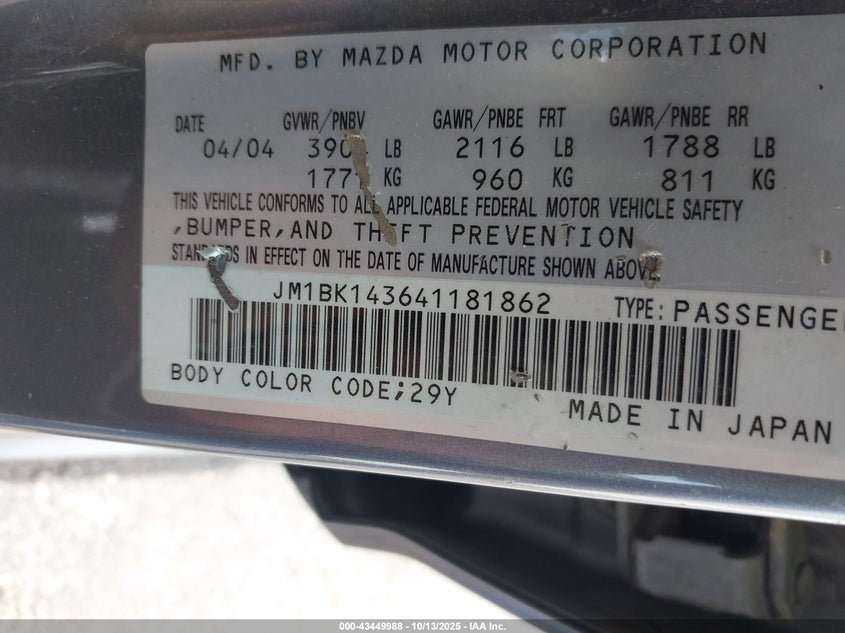 MFD. BY MAZDA MOTOR CORPORATION
DATE GVWR/PNBV GAWR/PNBE FRT GAWR/PNBE RR
04/04 LB 2116 LB 1788 LB
KG 960 KG 811 KG
THIS VEHICLE CONFORMS TO ALL APPLICABLE FEDERAL MOTOR VEHICLE SAFETY
,BUMPER,AND THEFT PREVENTION
STANDARDS IN EFFECT ON THE DATE OF MANUFACTURE SHOWN ABOVE.
JM1BK143641181862 TYPE: PASSENGE
BODY COLOR CODE;29Y
MADE IN JAPAN
000-43449988 - 10/13/2025 - IAA Inc.